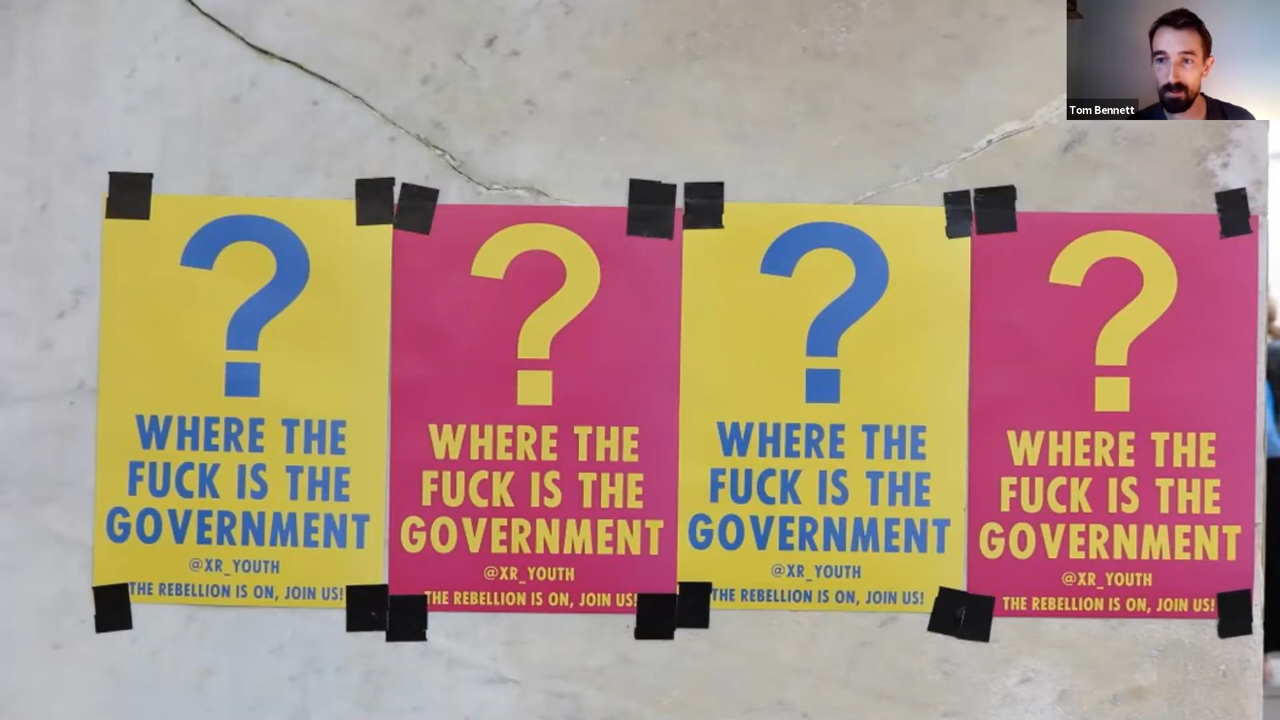 Tom Bennett
?
WHERE THE
FUCK IS THE
GOVERNMENT
@XR_YOUTH
THE REBELLION IS ON, JOIN US!
?
WHERE THE
FUCK IS THE
GOVERNMENT
@XR_YOUTH
THE REBELLION IS ON, JOIN US!
?
WHERE THE
FUCK IS THE
GOVERNMENT
@XR_YOUTH
THE REBELLION IS ON, JOIN US!
?
WHERE THE
FUCK IS THE
GOVERNMENT
@XR_YOUTH
THE REBELLION IS ON, JOIN US!